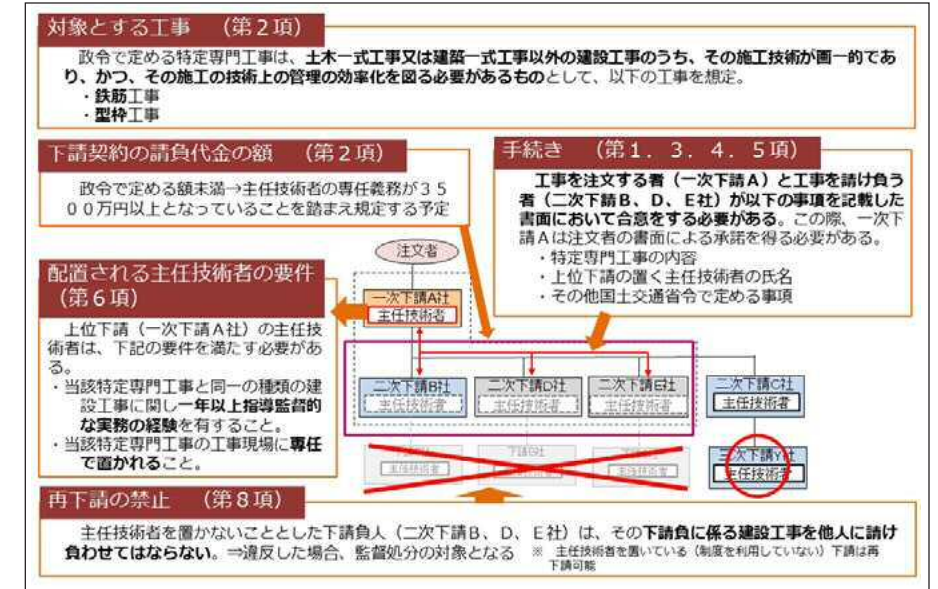 対象とする工事 (第2項)
政令で定める特定専門工事は、土木一式工事又は建築一式工事以外の建設工事のうち、その施工技術が画一的であ
り、かつ、その施工の技術上の管理の効率化を図る必要があるものとして、以下の工事を想定。
・鉄筋工事
・型枠工事
下請契約の請負代金の額 (第2項)
政令で定める額未満→主任技術者の専任義務が35
00万円以上となっていることを踏まえ規定する予定
手続き (第1.3.4.5項)
工事を注文する者(一次下請A)と工事を請け負う
者(二次下請B、D、E社)が以下の事項を記載した
書面において合意をする必要がある。この際、一次下
請Aは注文者の書面による承諾を得る必要がある。
・特定専門工事の内容
・上位下請の置く主任技術者の氏名
・その他国土交通省令で定める事項
注文者
配置される主任技術者の要件
(第6項)
上位下請(一次下請A社)の主任技
術者は、下記の要件を満たす必要があ
る。
・当該特定専門工事と同一の種類の建
設工事に関し一年以上指導監督的
な実務の経験を有すること。
・当該特定専門工事の工事現場に専任
で置かれること。
一次下請A社
主任技術者
二次下請B社
主任技術者
二次下請D社
主任技術者
二次下請E社
主任技術者
二次下請C社
主任技術者
主任技術者
主任技術者
三次下請Y社
主任技術者
再下請の禁止 (第8項)
主任技術者を置かないこととした下請負人(二次下請B、D、E社)は、その下請負に係る建設工事を他人に請け
負わせてはならない。⇒違反した場合、監督処分の対象となる ※ 主任技術者を置いている(制度を利用していない)下請は再
下請可能